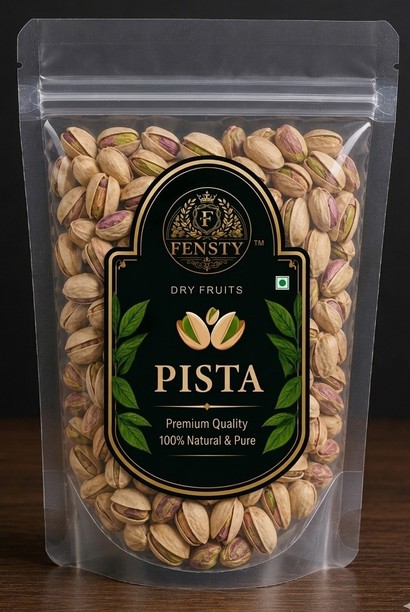 F
FENSTY ™
DRY FRUITS
PISTA
Premium Quality
100% Natural & Pure